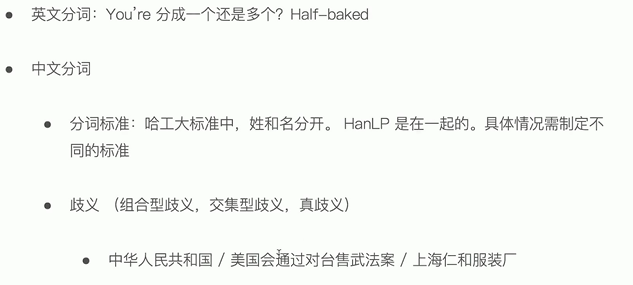 英文分词：You're 分成一个还是多个？Half-baked
中文分词
分词标准：哈工大标准中，姓和名分开。 HanLP 是在一起的。具体情况需制定不
同的标准
歧义 （组合型歧义，交集型歧义，真歧义）
中华人民共和国 / 美国会通过对台售武法案 / 上海仁和服装厂